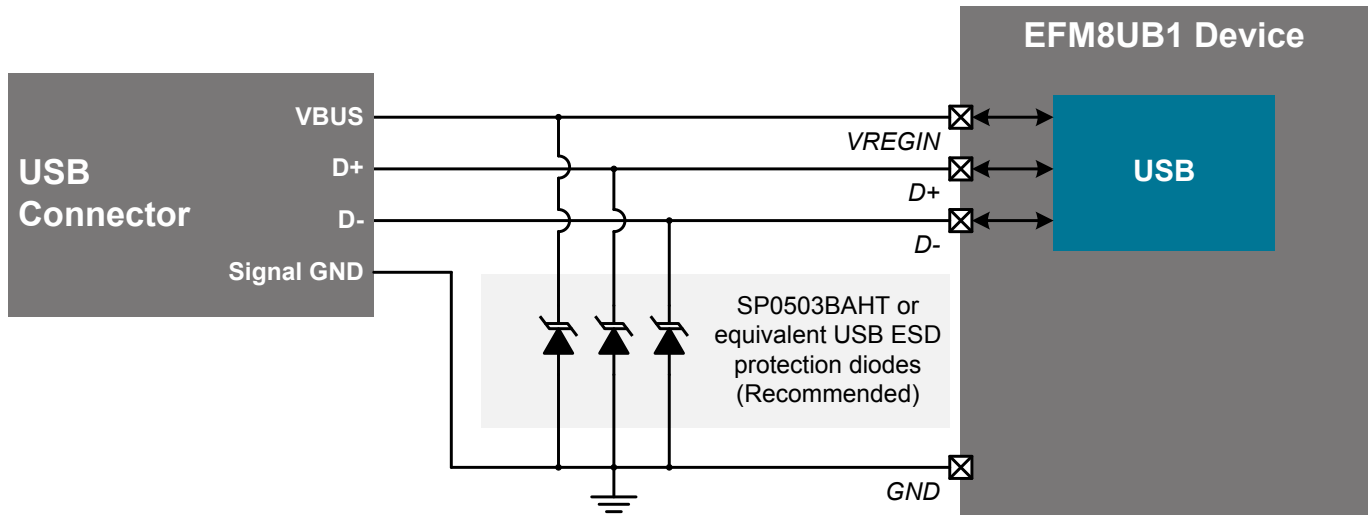 EFM8UB1 Device
USB
Connector
VBUS
D+
D-
Signal GND
VREGIN
D+
D-
GND
USB
SP0503BAHT or
equivalent USB ESD
protection diodes
(Recommended)